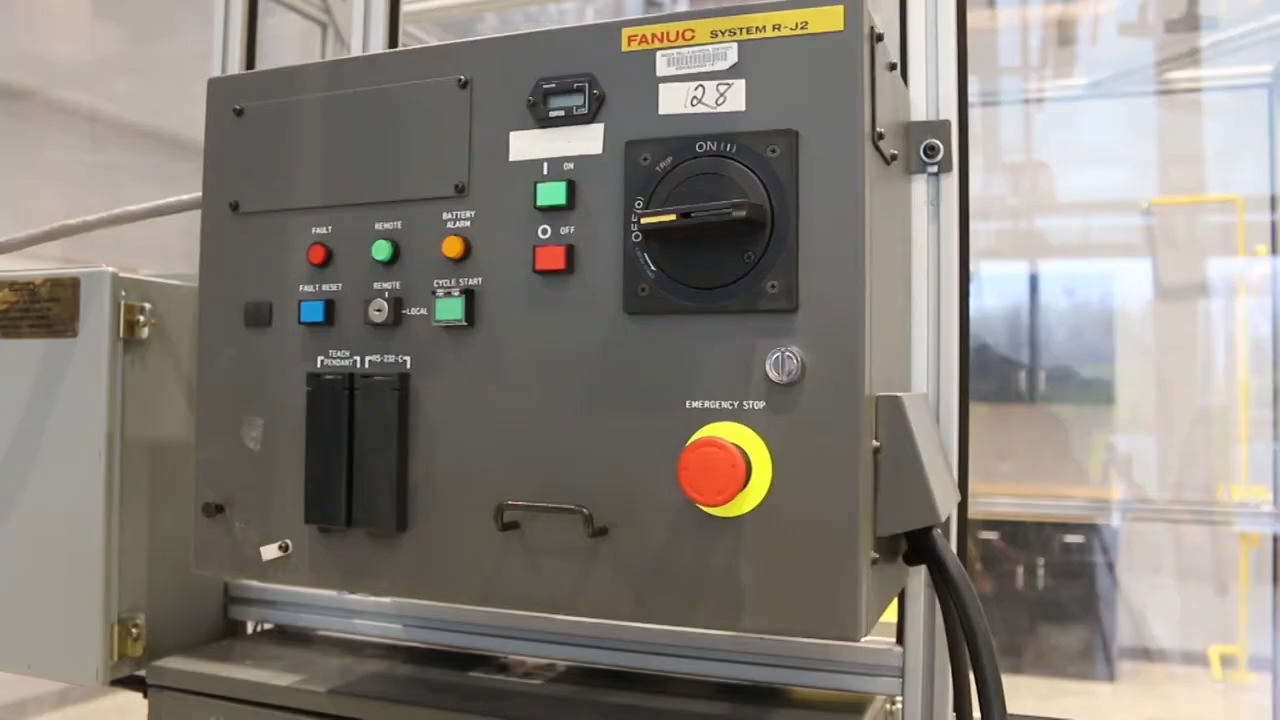 FANUC SYSTEM R-J2
128
ON (I)
TRIP
OFF(O)
I ON
O OFF
FAULT
REMOTE
BATTERY
ALARM
FAULT RESET
REMOTE
LOCAL
CYCLE START
TEACH
PENDANT
RS-232-C
EMERGENCY STOP